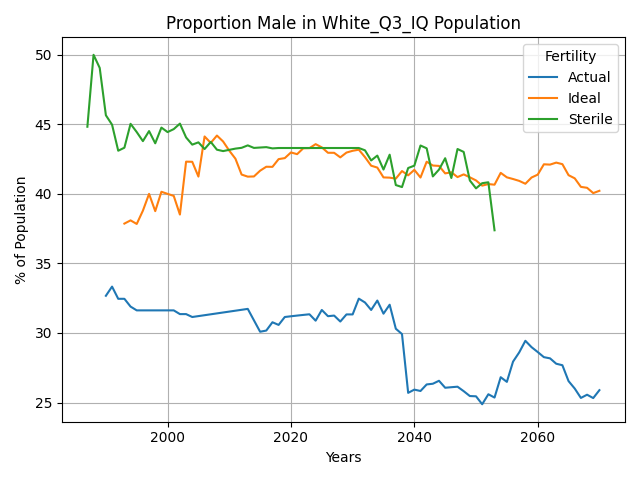 Proportion Male in White_Q3_IQ Population
% of Population
50
45
40
35
30
25
Fertility
Actual
Ideal
Sterile
2000 2020 2040 2060
Years